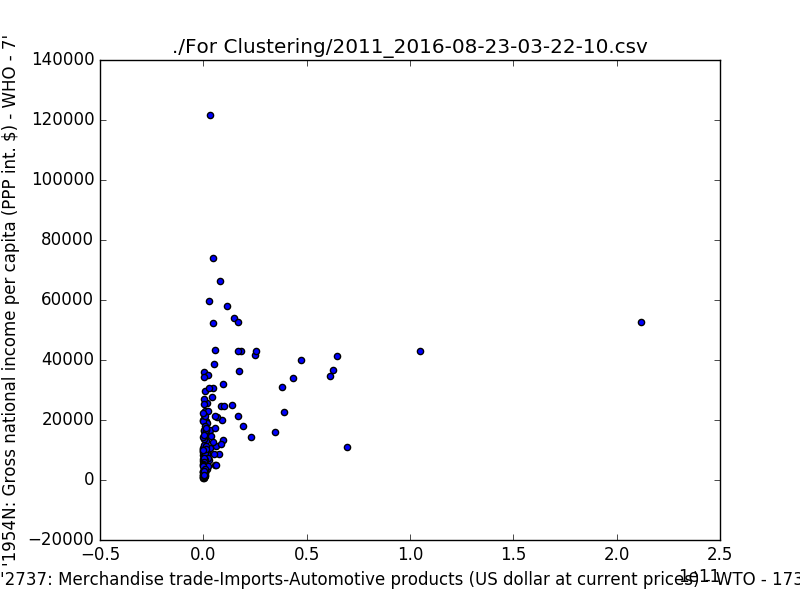 ./For Clustering/2011_2016-08-23-03-22-10.csv
140000
120000
100000
80000
60000
40000
20000
0
−20000
−0.5 0.0 0.5 1.0 1.5 2.0 2.5
1e11
'1954N: Gross national income per capita (PPP int. $) - WHO - 7'
'2737: Merchandise trade-Imports-Automotive products (US dollar at current prices) - WTO - 173